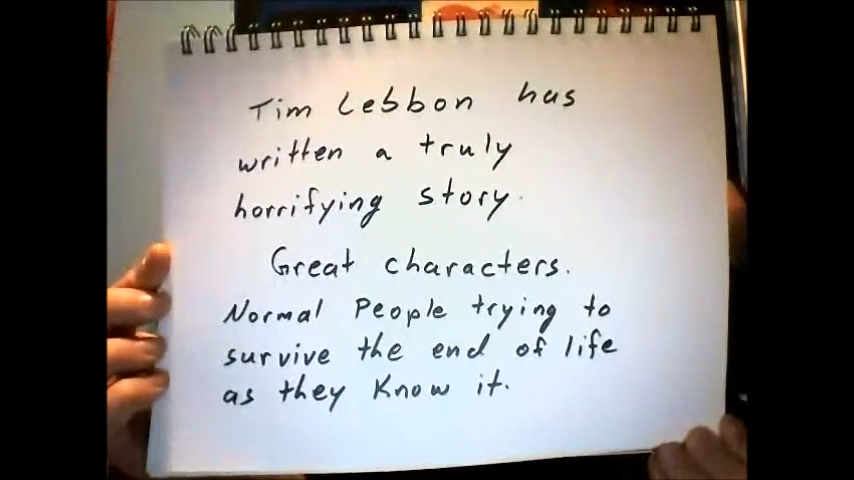 Tim Lebbon has
written a truly
horrifying story.
Great characters.
Normal People trying to
survive the end of life
as they Know it.